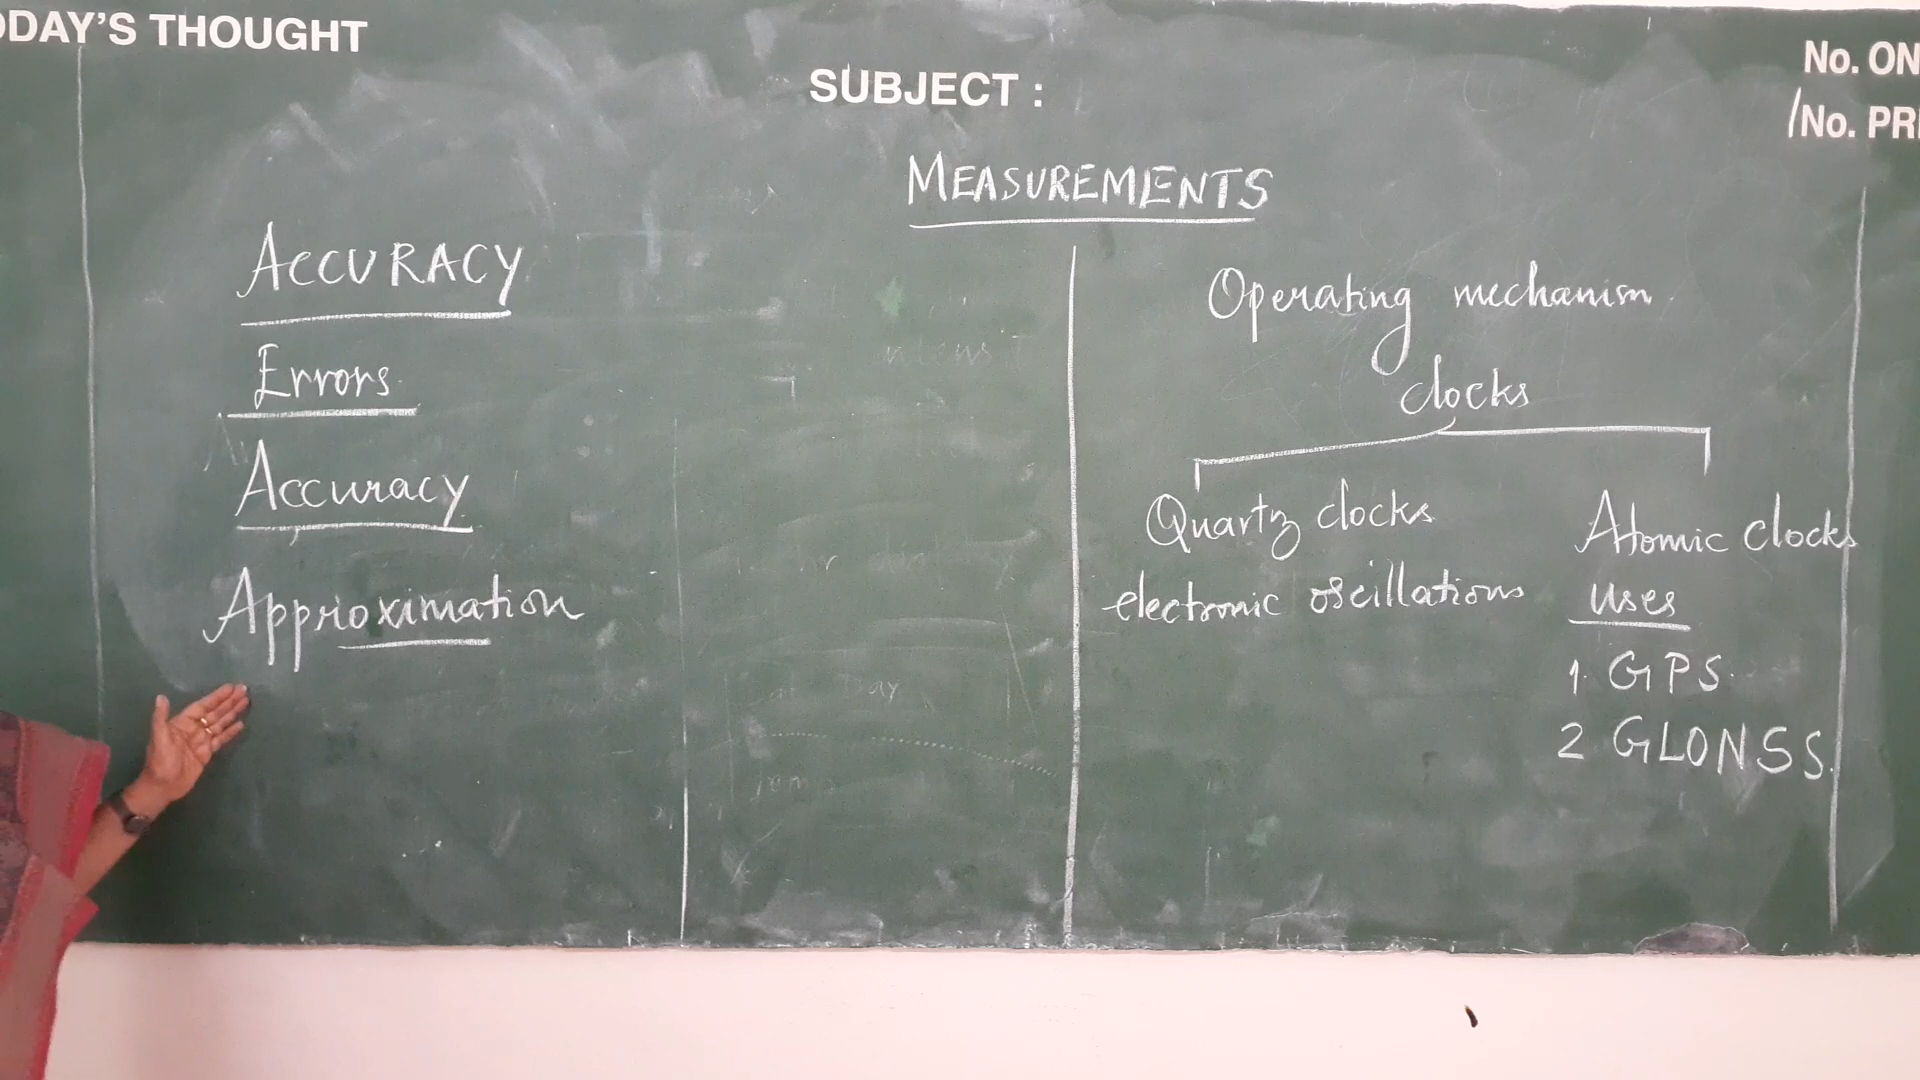 ODAY'S THOUGHT
SUBJECT :
No. ON
No. PR
MEASUREMENTS
ACCURACY
Errors
Accuracy
Approximation
Operating mechanism
clocks
Quartz clocks
electronic oscillations
Atomic clocks
uses
1. GPS.
2 GLONSS.